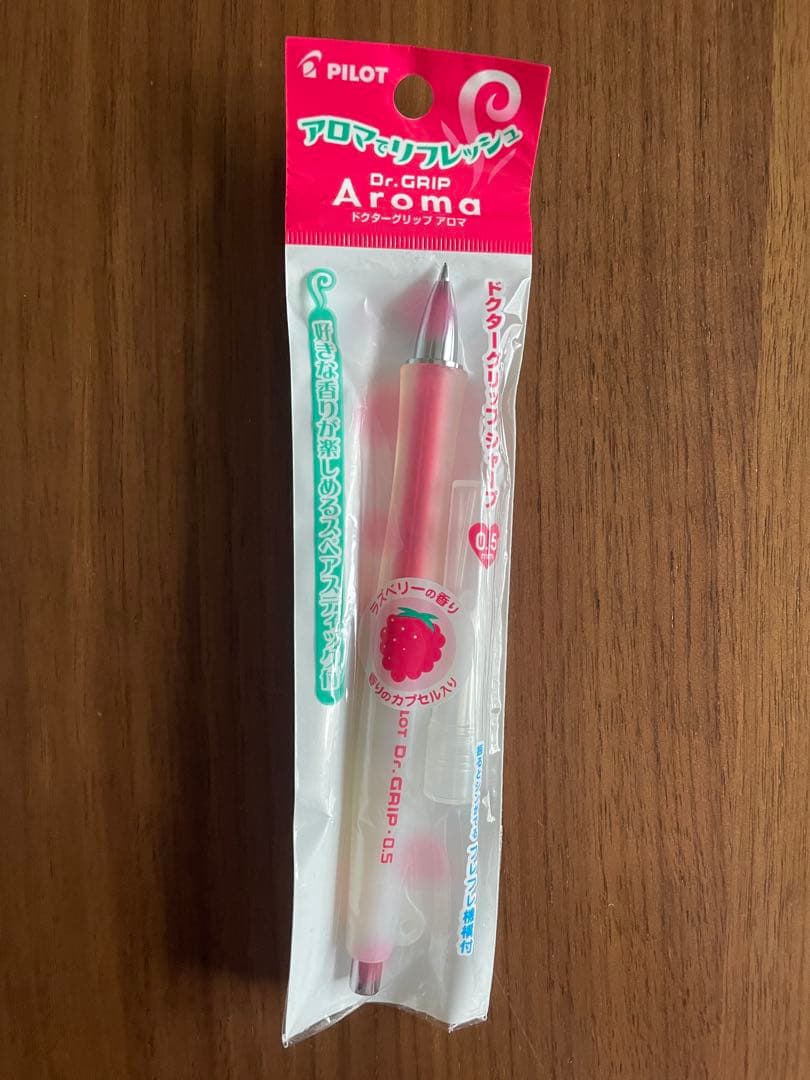 PILOT
アロマでリフレッシュ
Dr.GRIP
Aroma
ドクターグリップ アロマ
好きな香りが楽しめるスペアスティック付
ドクターグリップシャープ
0.5
mm
ラズベリーの香り
香りのカプセル入り
LOT Dr.GRIP・0.5
フレフレ機構付